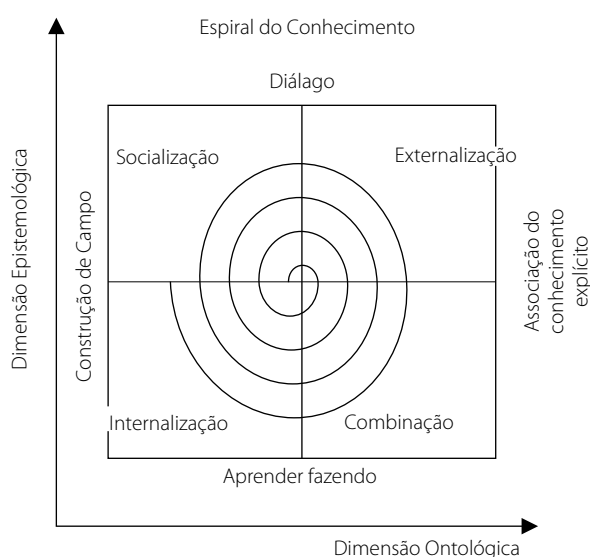 Espiral do Conhecimento
Diálago
Socialização
Externalização
Dimensão Epistemológica
Construção de Campo
Associação do
conhecimento
explícito
Internalização
Combinação
Aprender fazendo
Dimensão Ontológica